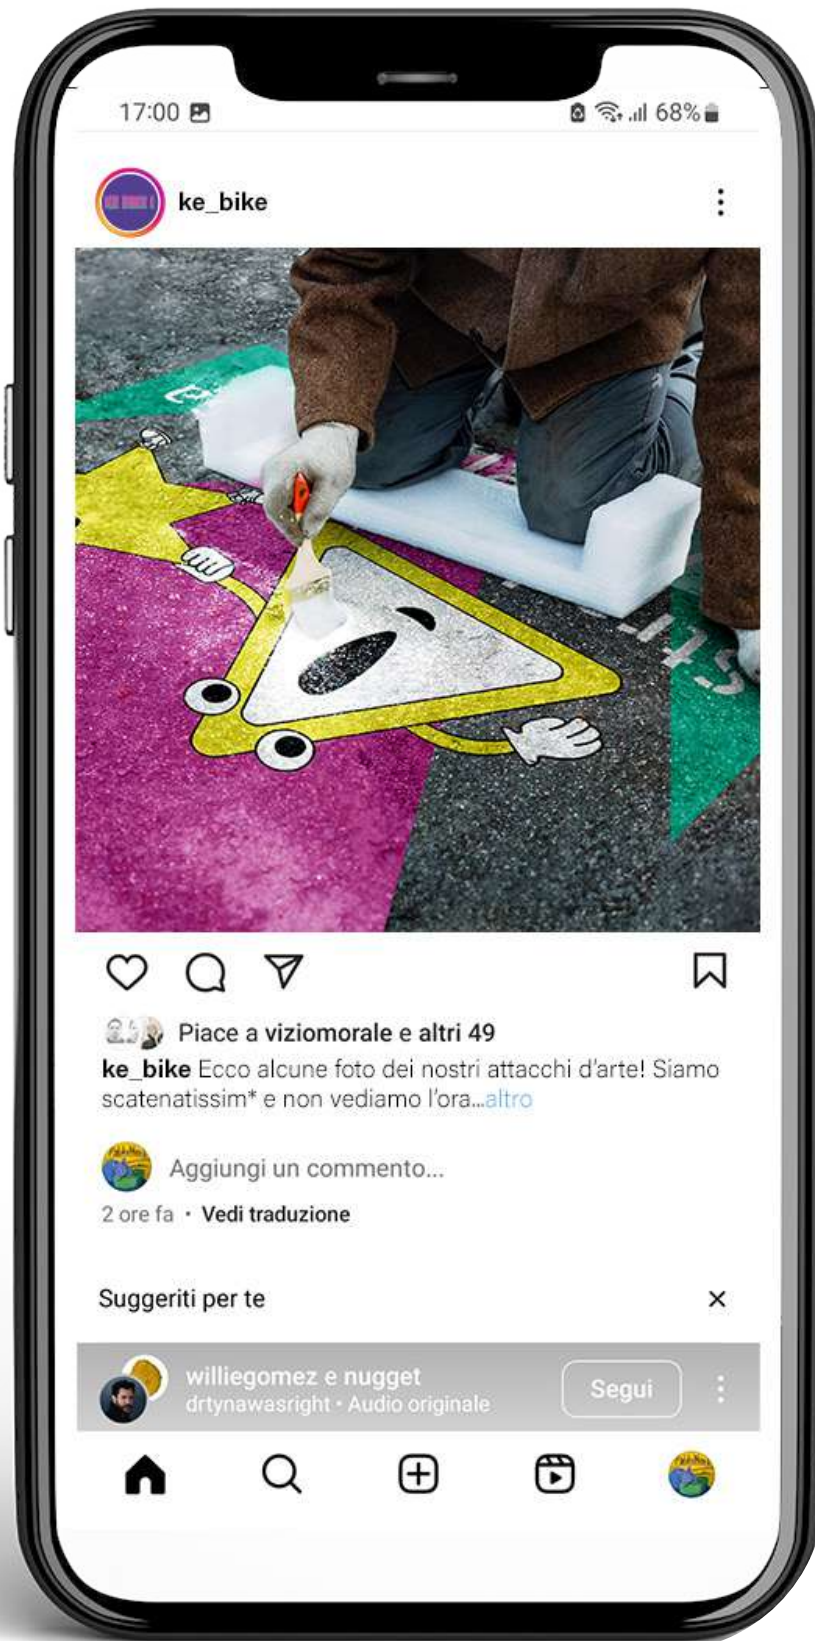 17:00
68%
ke_bike
Piace a viziomorale e altri 49
ke_bike Ecco alcune foto dei nostri attacchi d'arte! Siamo
scatenatissim* e non vediamo l'ora...altro
Aggiungi un commento...
2 ore fa • Vedi traduzione
Suggeriti per te
williegomez e nugget
drtynawasright • Audio originale
Segui